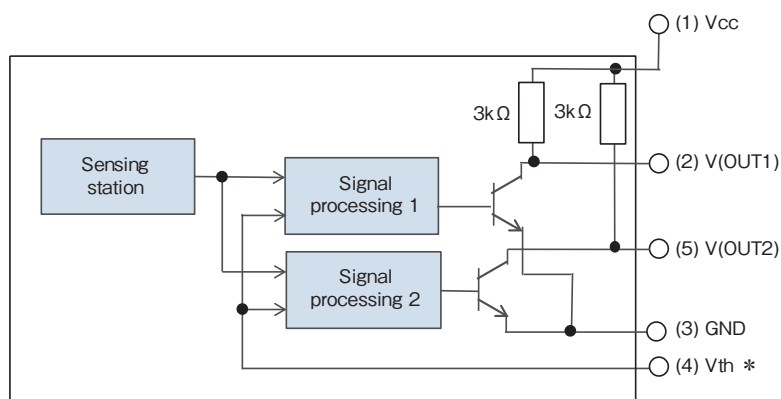 (1) Vcc
3kΩ
3kΩ
Sensing
station
Signal
processing 1
(2) V(OUT1)
Signal
processing 2
(5) V(OUT2)
(3) GND
(4) Vth *